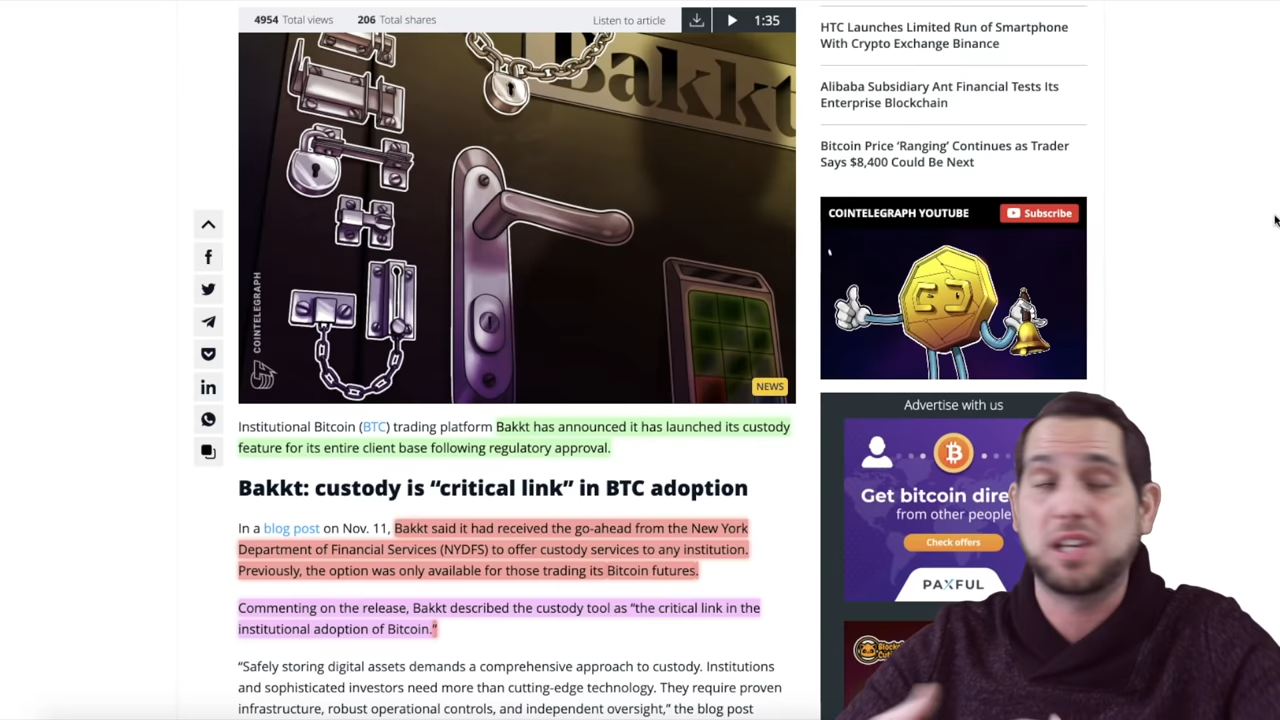 4954 Total views 206 Total shares Listen to article 1:35
Bakkt
COINTELEGRAPH
NEWS
Institutional Bitcoin (BTC) trading platform Bakkt has announced it has launched its custody
feature for its entire client base following regulatory approval.
Bakkt: custody is “critical link” in BTC adoption
In a blog post on Nov. 11, Bakkt said it had received the go-ahead from the New York
Department of Financial Services (NYDFS) to offer custody services to any institution.
Previously, the option was only available for those trading its Bitcoin futures.
Commenting on the release, Bakkt described the custody tool as “the critical link in the
institutional adoption of Bitcoin.”
“Safely storing digital assets demands a comprehensive approach to custody. Institutions
and sophisticated investors need more than cutting-edge technology. They require proven
infrastructure, robust operational controls, and independent oversight,” the blog post
HTC Launches Limited Run of Smartphone
With Crypto Exchange Binance
Alibaba Subsidiary Ant Financial Tests Its
Enterprise Blockchain
Bitcoin Price ‘Ranging’ Continues as Trader
Says $8,400 Could Be Next
COINTELEGRAPH YOUTUBE Subscribe
Advertise with us
Get bitcoin dire
from other people
Check offers
PAXFUL